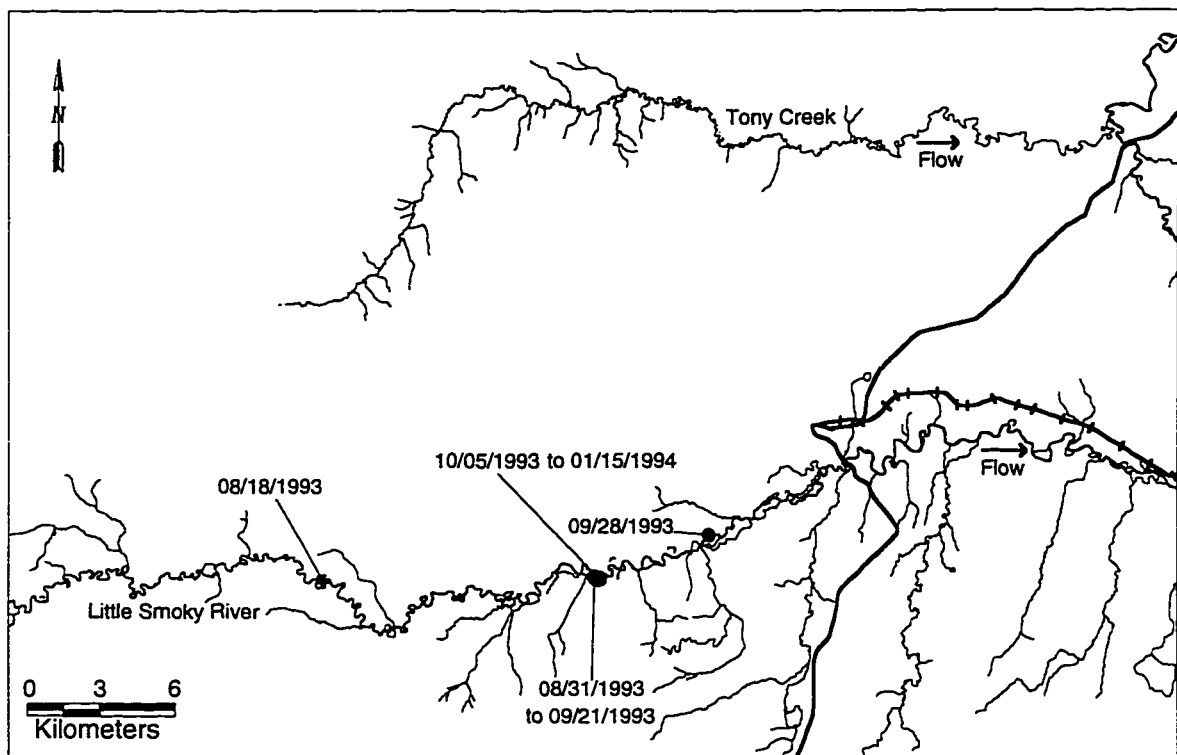 N
Tony Creek
Flow
10/05/1993 to 01/15/1994
Flow
08/18/1993
09/28/1993
Little Smoky River
08/31/1993
to 09/21/1993
0 3 6
Kilometers